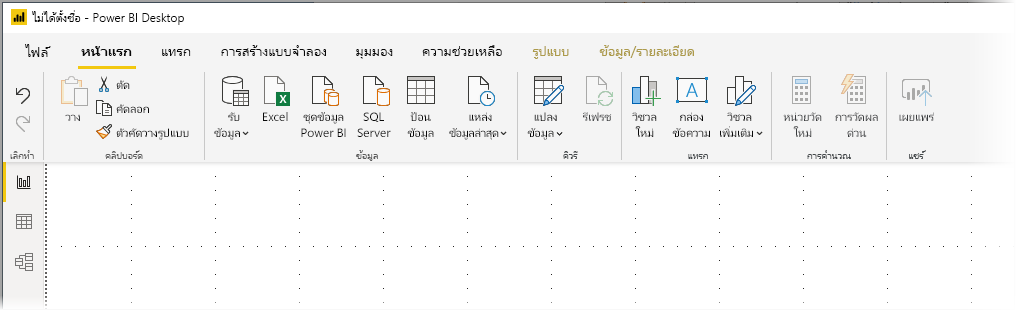 ไม่ได้ตั้งชื่อ - Power BI Desktop
ไฟล์ หน้าแรก แทรก การสร้างแบบจำลอง มุมมอง ความช่วยเหลือ รูปแบบ ข้อมูล/รายละเอียด
วาง
ตัด
คัดลอก
ตัวคัดวางรูปแบบ
รับ
ข้อมูล
Excel
ชุดข้อมูล
Power BI
SQL
Server
ป้อน
ข้อมูล
แหล่ง
ข้อมูลล่าสุด
แปลง
ข้อมูล
รีเฟรช
วิชวล
ใหม่
กล่อง
ข้อความ
วิชวล
เพิ่มเติม
หน่วยวัด
ใหม่
การวัดผล
ด่วน
เผยแพร่
เลิกทำ คลิปบอร์ด ข้อมูล คิวรี แทรก การคำนวณ แชร์